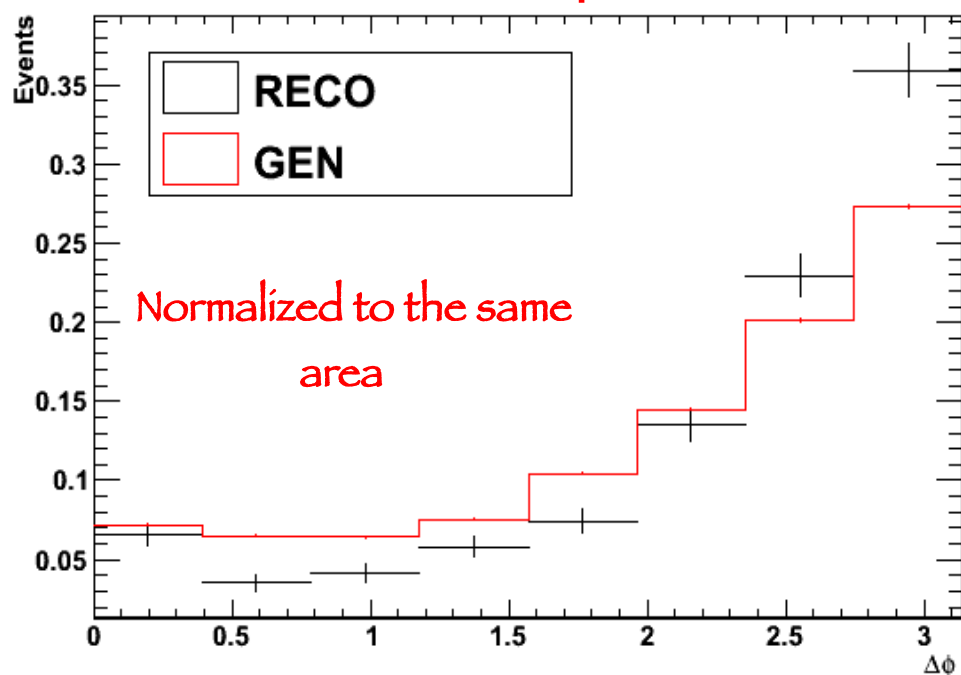 Events
0.35
RECO
0.3
GEN
0.25
Normalized to the same
0.2
area
0.15
0.1
0.05
0 0.5 1 1.5 2 2.5 3
Δϕ